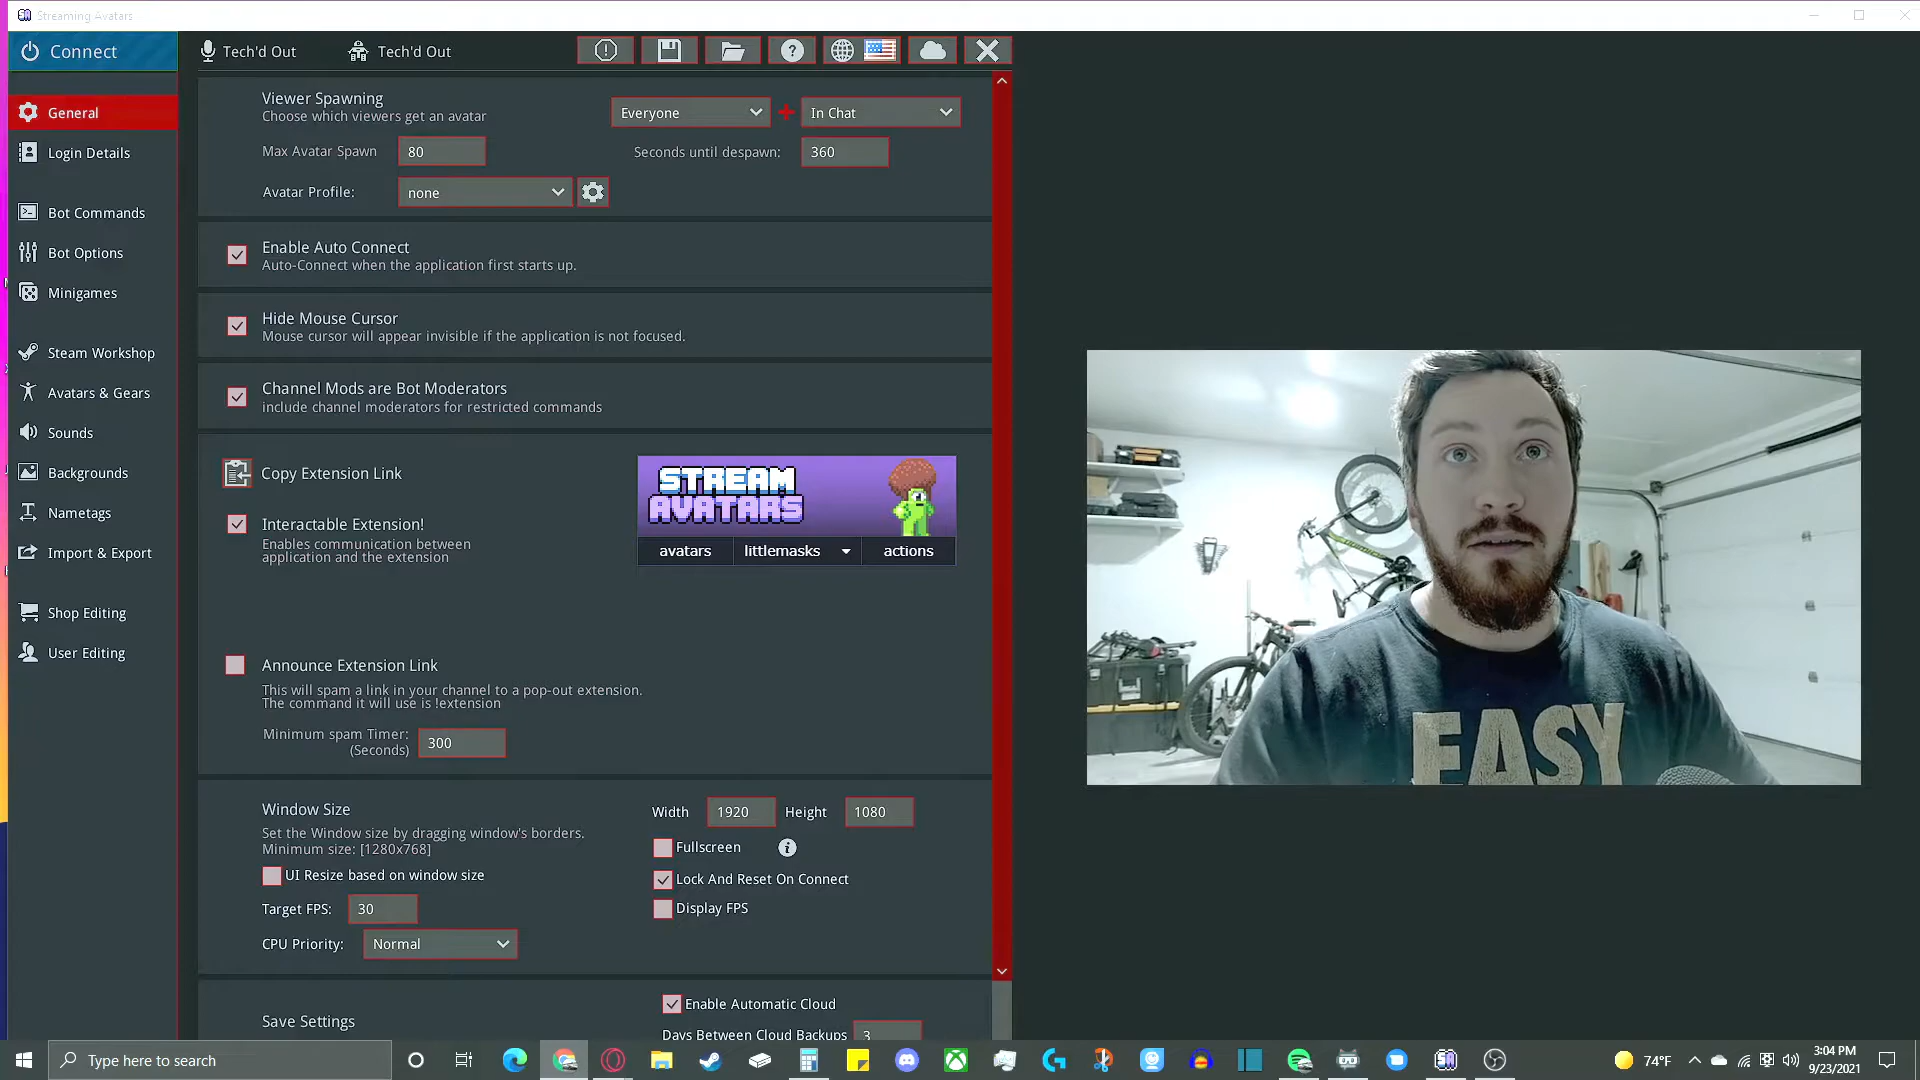 Streaming Avatars
Connect
Tech'd Out
Tech'd Out
General
Login Details
Bot Commands
Bot Options
Minigames
Steam Workshop
Avatars & Gears
Sounds
Backgrounds
Nametags
Import & Export
Shop Editing
User Editing
Viewer Spawning
Choose which viewers get an avatar
Everyone
In Chat
Max Avatar Spawn
80
Seconds until despawn:
360
Avatar Profile:
none
Enable Auto Connect
Auto-Connect when the application first starts up.
Hide Mouse Cursor
Mouse cursor will appear invisible if the application is not focused.
Channel Mods are Bot Moderators
include channel moderators for restricted commands
Copy Extension Link
Interactable Extension!
Enables communication between
application and the extension
STREAM
AVATARS
avatars
littlemasks
actions
Announce Extension Link
This will spam a link in your channel to a pop-out extension.
The command it will use is !extension
Minimum spam Timer:
(Seconds)
300
Window Size
Set the Window size by dragging window's borders.
Minimum size: [1280x768]
UI Resize based on window size
Target FPS:
30
CPU Priority:
Normal
Width
1920
Height
1080
Fullscreen
Lock And Reset On Connect
Display FPS
Save Settings
Enable Automatic Cloud
Days Between Cloud Backups
3
EASY
Type here to search
74°F
3:04 PM
9/23/2021